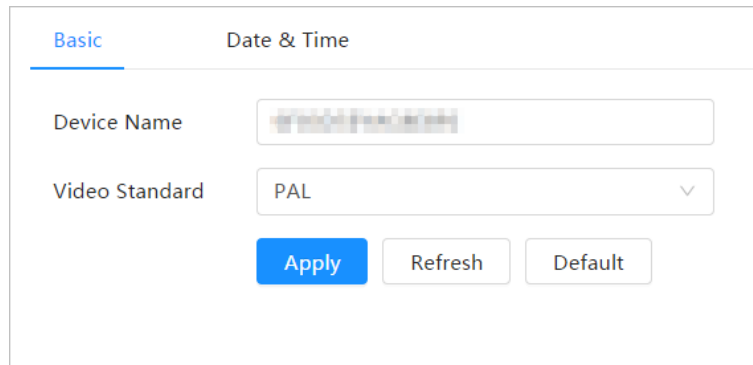 Basic Date & Time
Device Name
Video Standard PAL
Apply Refresh Default